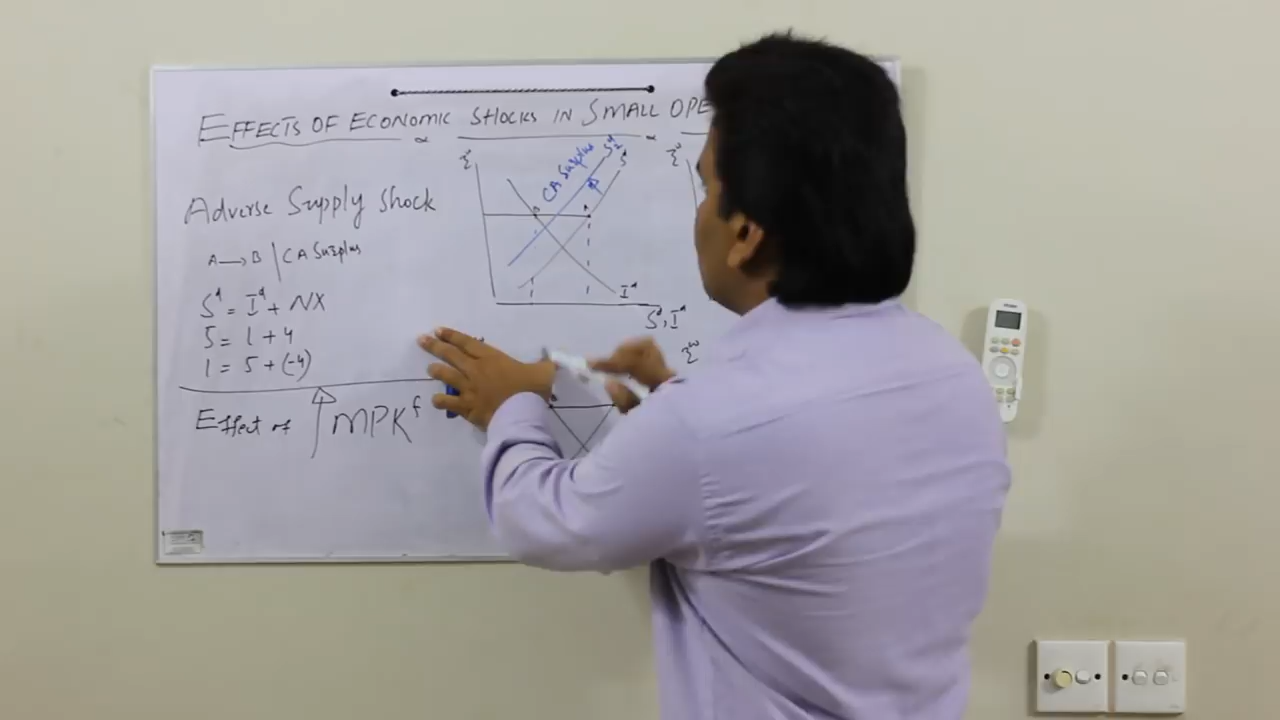 EFFECTS OF ECONOMIC SHOCKS IN SMALL OPE
Adverse Supply Shock
A → B | CA Surplus
S^d = I^d + NX
5 = 1 + 4
1 = 5 + (-4)
Effect of ↑ MPK^f
CA Surplus
S^d_2
S^d
B
A
I^d
S^d, I^d
B